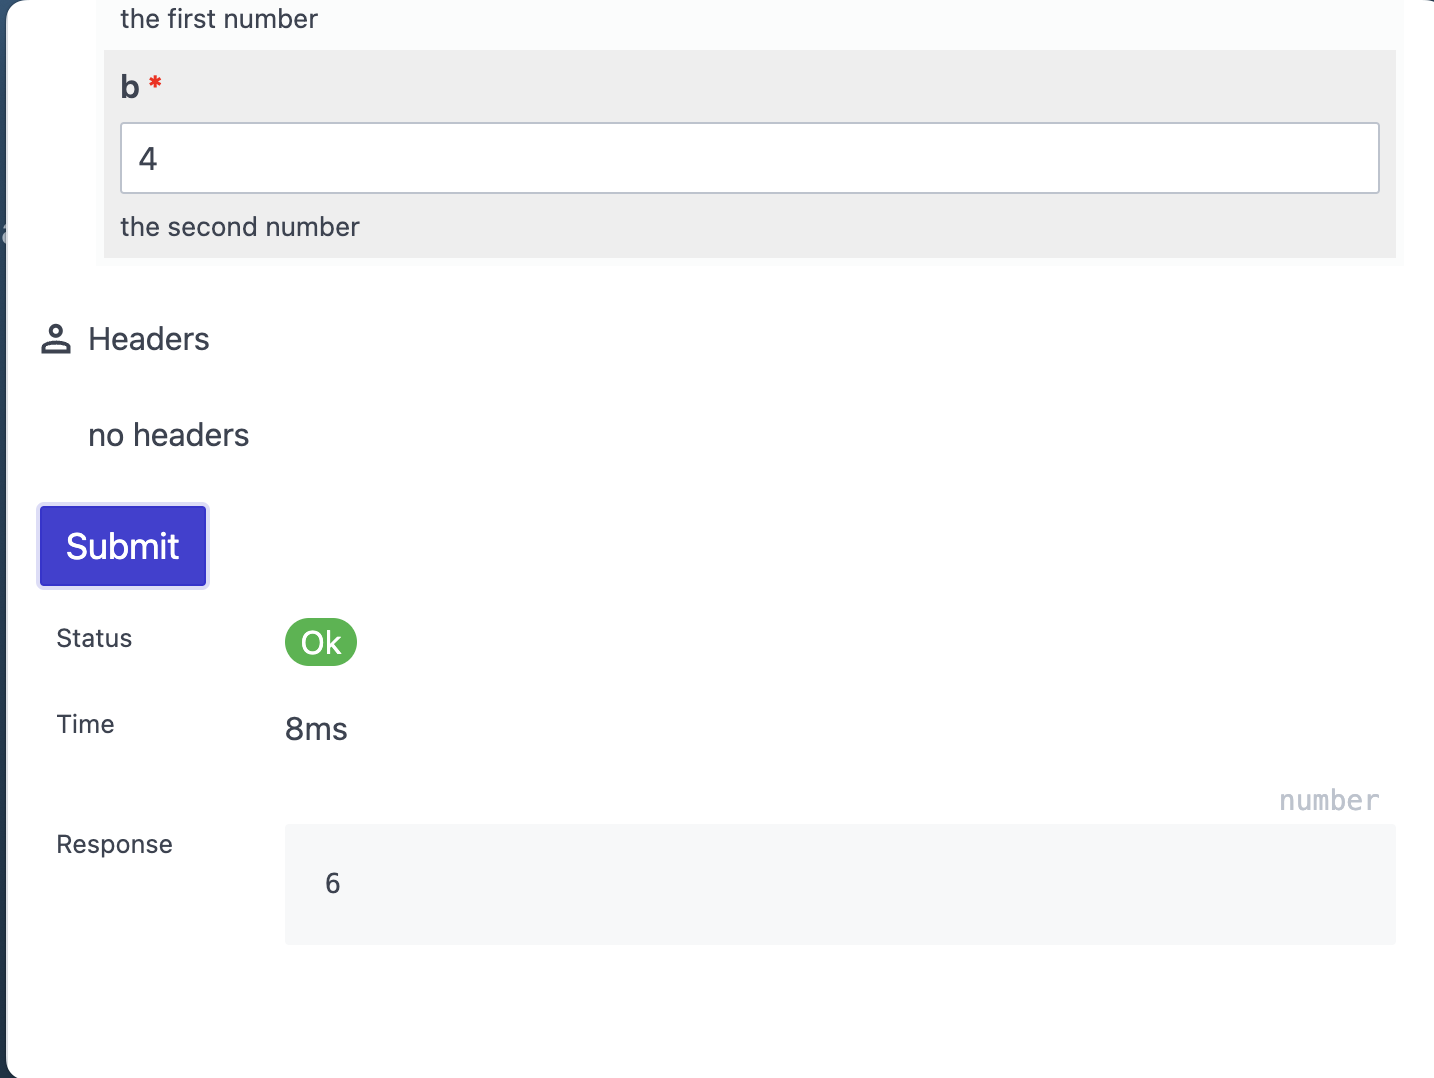 the first number
b *
4
the second number
Headers
no headers
Submit
Status
Ok
Time
8ms
number
Response
6